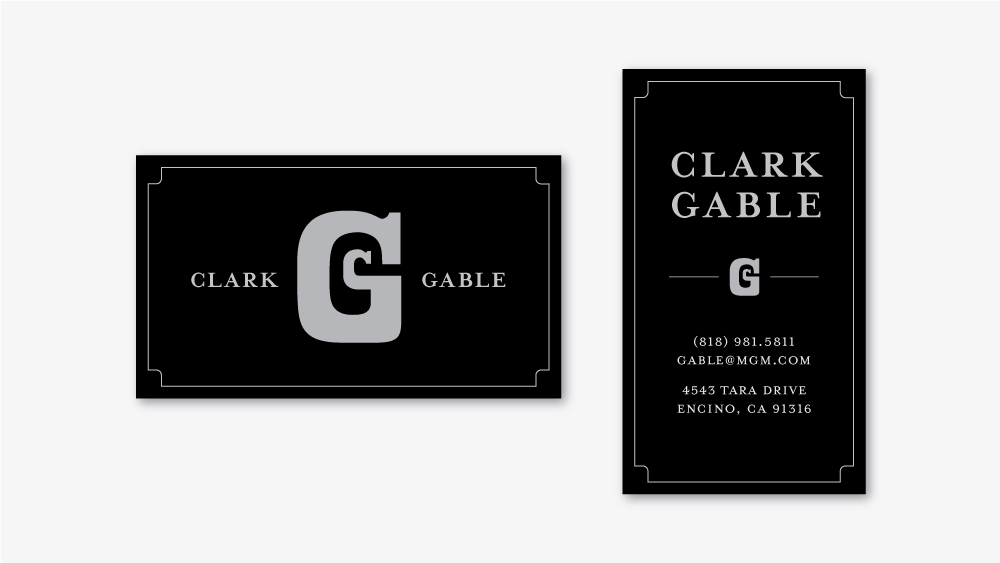 CLARK G GABLE
CLARK
GABLE
G
(818) 981.5811
GABLE@MGM.COM
4543 TARA DRIVE
ENCINO, CA 91316